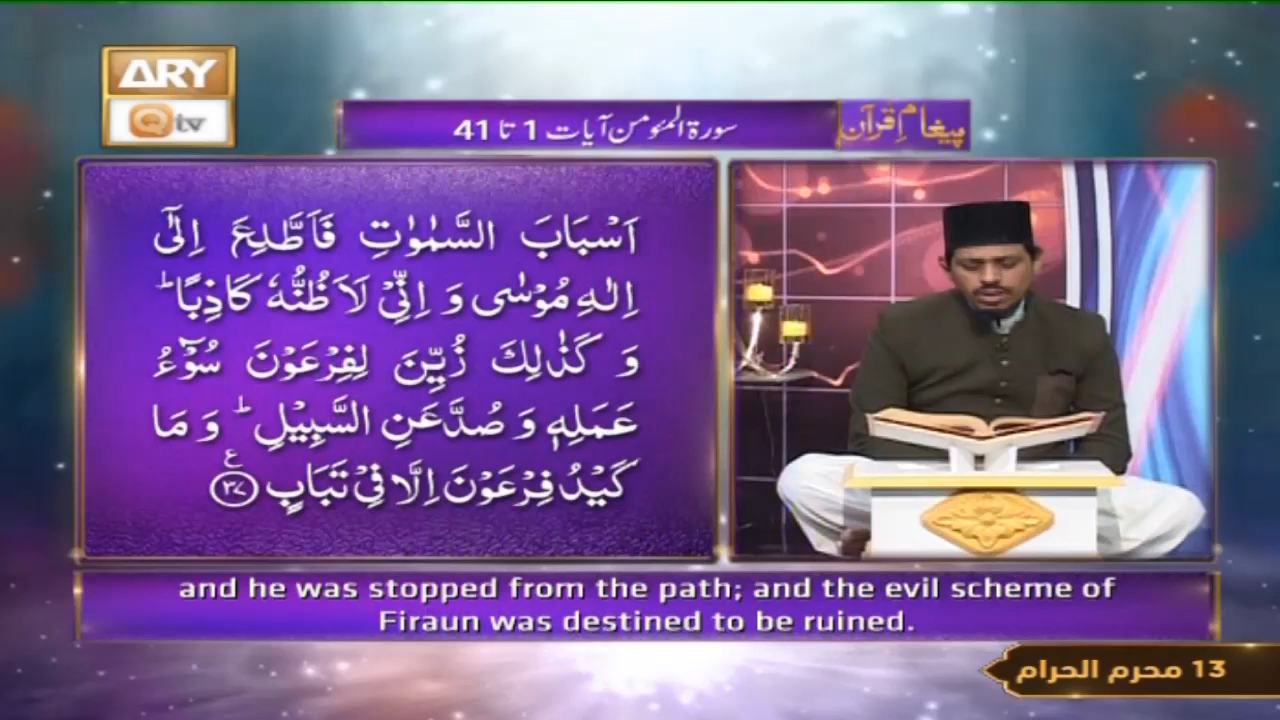 ARY
Qtv
پیغامِ قرآن
سورۃ المئومن آیات 1 تا 41
اَسْبَابَ السَّمٰوٰتِ فَاَطَّلِعَ اِلٰٓی
اِلٰهِ مُوْسٰی وَ اِنِّیْ لَاَظُنُّهٗ كَاذِبًا ؕ
وَ كَذٰلِكَ زُیِّنَ لِفِرْعَوْنَ سُوْٓءُ
عَمَلِهٖ وَ صُدَّ عَنِ السَّبِیْلِ ؕ وَ مَا
كَیْدُ فِرْعَوْنَ اِلَّا فِیْ تَبَابٍ ﴿۳۷﴾ ع
and he was stopped from the path; and the evil scheme of
Firaun was destined to be ruined.
13 محرم الحرام